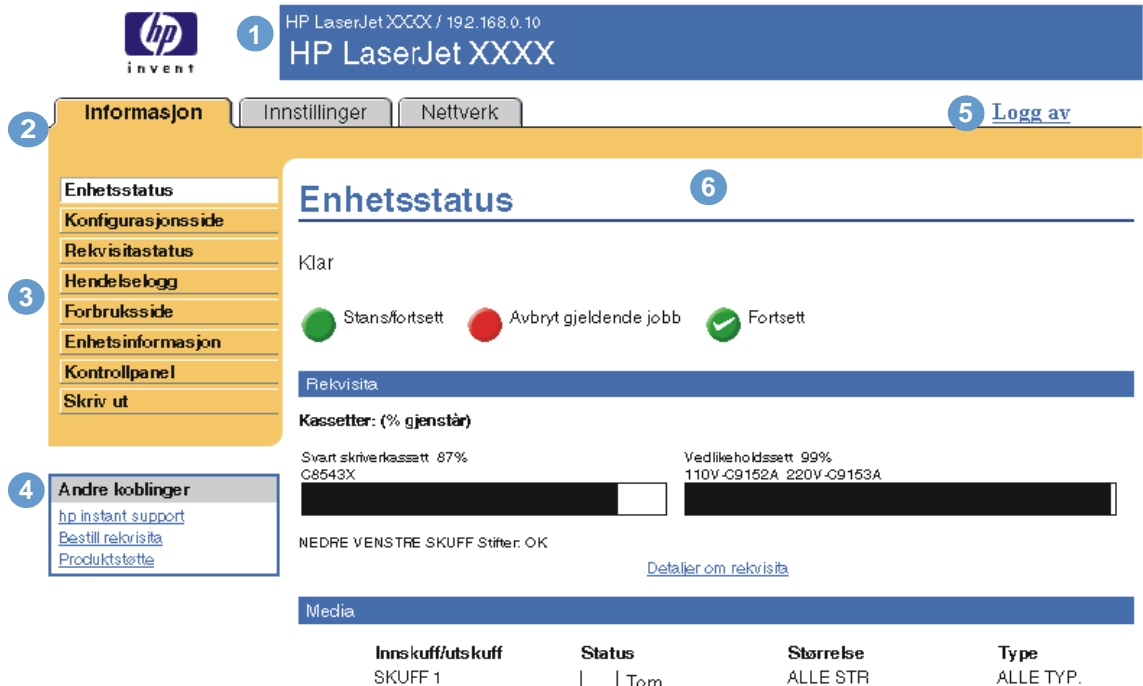 hp
invent
1
HP LaserJet XXXX / 192.168.0.10
HP LaserJet XXXX
2
Informasjon
Innstillinger
Nettverk
5
Logg av
3
Enhetsstatus
Konfigurasjonsside
Rekvisitastatus
Hendelselogg
Forbruksside
Enhetsinformasjon
Kontrollpanel
Skriv ut
4
Andre koblinger
hp instant support
Bestill rekvisita
Produktstøtte
Enhetsstatus
6
Klar
Stans/fortsett
Avbryt gjeldende jobb
Fortsett
Rekvisita
Kassetter: (% gjenstår)
Svart skriverkassett 87%
C8543X
Vedlikeholdssett 99%
110V-C9152A 220V-C9153A
NEDRE VENSTRE SKUFF Stifter: OK
Detaljer om rekvisita
Media
Innskuff/utskuff Status Størrelse Type
SKUFF 1 Tom ALLE STR ALLE TYP.